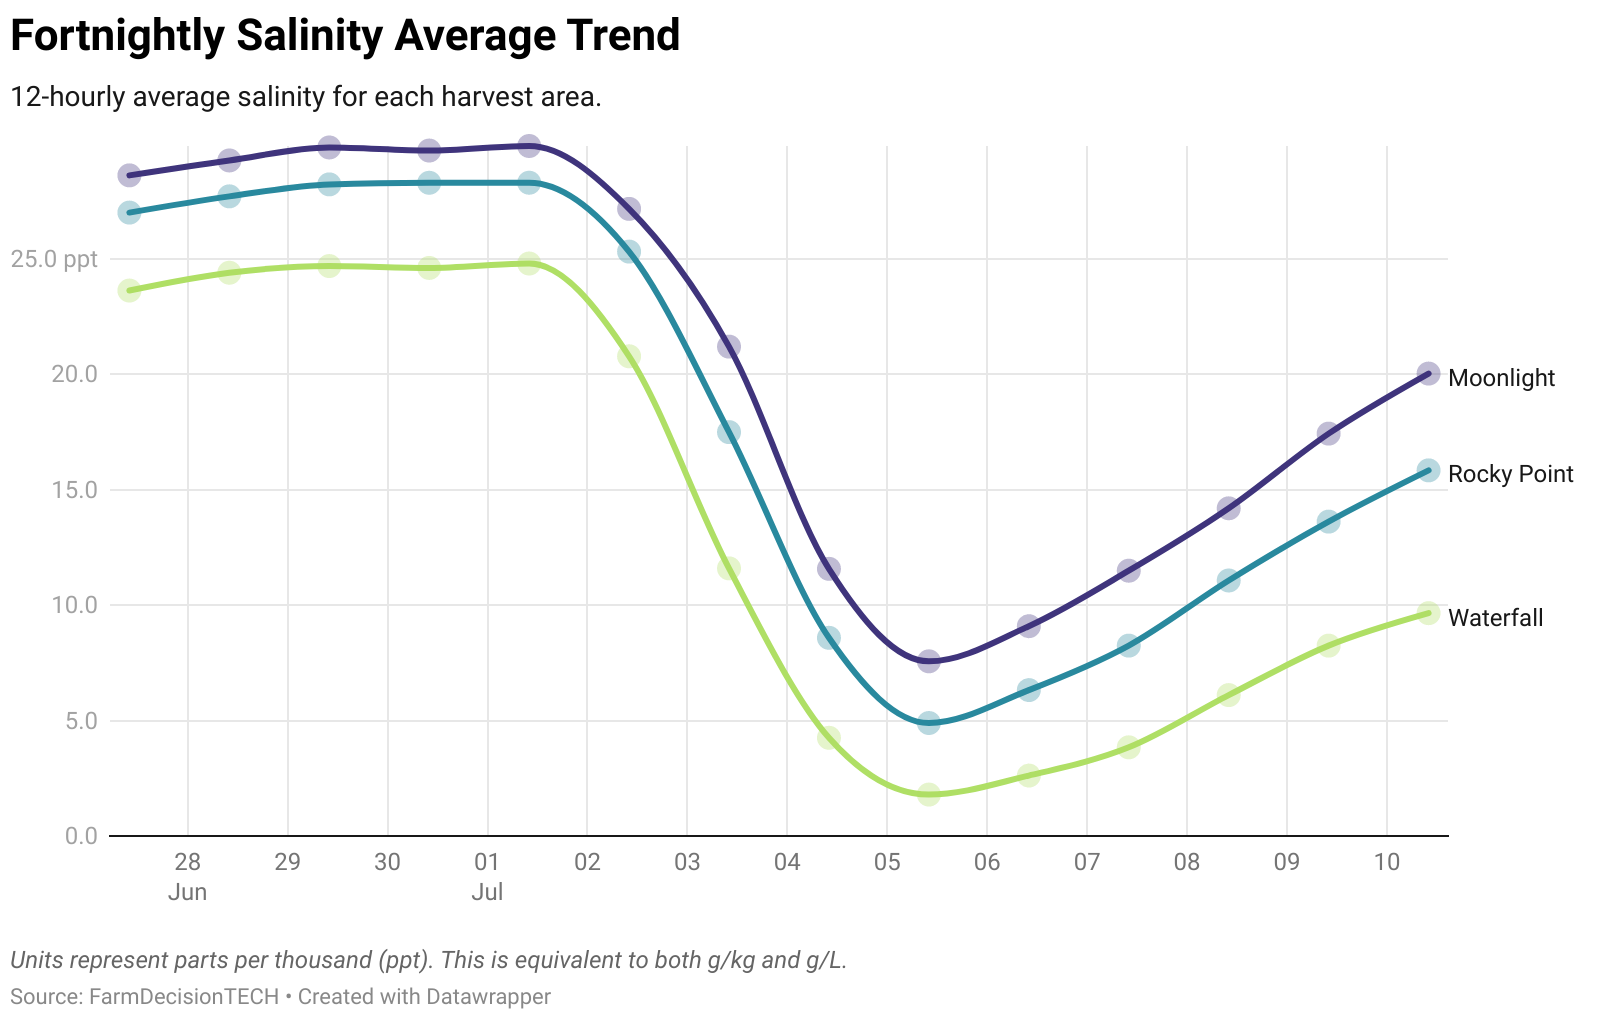 Fortnightly Salinity Average Trend
12-hourly average salinity for each harvest area.
25.0 ppt
20.0
Moonlight
15.0
Rocky Point
10.0
Waterfall
5.0
0.0
28 29 30 01 02 03 04 05 06 07 08 09 10
Jun Jul
Units represent parts per thousand (ppt). This is equivalent to both g/kg and g/L.
Source: FarmDecisionTECH • Created with Datawrapper